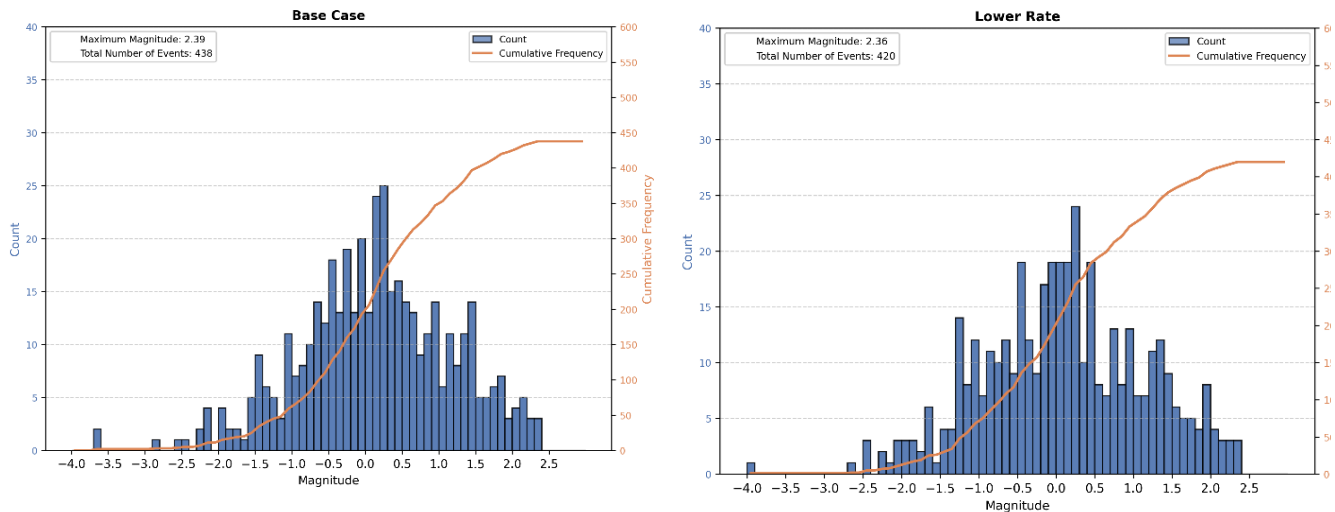 Base Case
Maximum Magnitude: 2.39
Total Number of Events: 438
Count
Cumulative Frequency
40
35
30
25
20
15
10
5
0
Count
600
550
500
450
400
350
300
250
200
150
100
50
0
Cumulative Frequency
−4.0 −3.5 −3.0 −2.5 −2.0 −1.5 −1.0 −0.5 0.0 0.5 1.0 1.5 2.0 2.5
Magnitude
Lower Rate
Maximum Magnitude: 2.36
Total Number of Events: 420
Count
Cumulative Frequency
40
35
30
25
20
15
10
5
0
Count
50
0
−4.0 −3.5 −3.0 −2.5 −2.0 −1.5 −1.0 −0.5 0.0 0.5 1.0 1.5 2.0 2.5
Magnitude